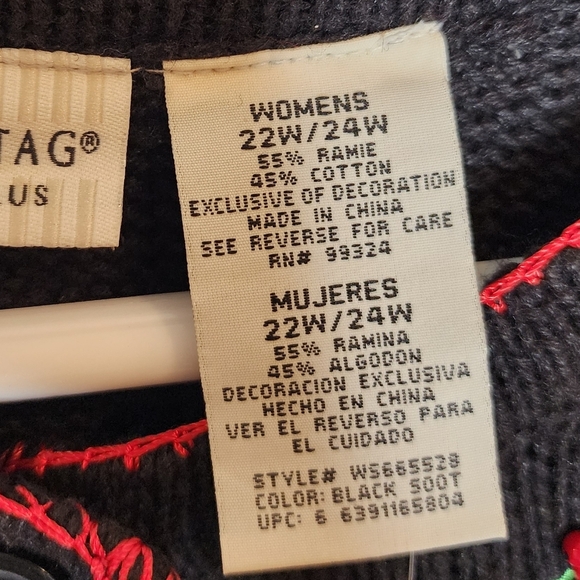 TAG®
US
WOMENS
22W/24W
55% RAMIE
45% COTTON
EXCLUSIVE OF DECORATION
MADE IN CHINA
SEE REVERSE FOR CARE
RN# 99324
MUJERES
22W/24W
55% RAMINA
45% ALGODON
DECORACION EXCLUSIVA
HECHO EN CHINA
VER EL REVERSO PARA
EL CUIDADO
STYLE# WS665528
COLOR: BLACK SOOT
UPC: 6 6391165804